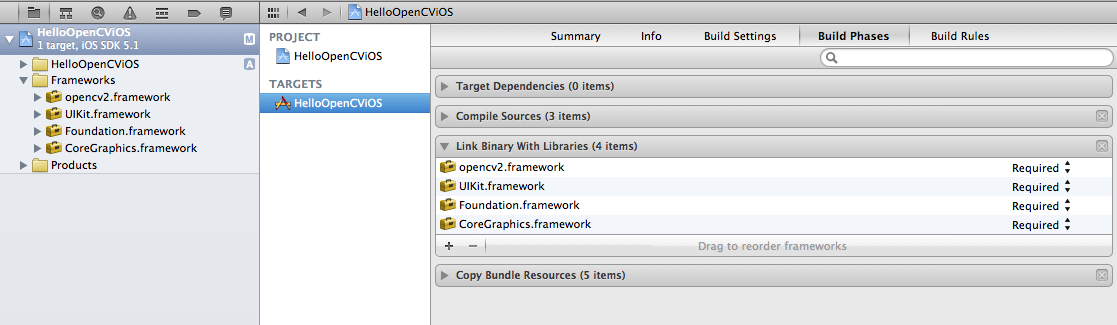 HelloOpenCViOS
HelloOpenCViOS
1 target, iOS SDK 5.1
M
HelloOpenCViOS
A
Frameworks
opencv2.framework
UIKit.framework
Foundation.framework
CoreGraphics.framework
Products
PROJECT
HelloOpenCViOS
TARGETS
HelloOpenCViOS
Summary
Info
Build Settings
Build Phases
Build Rules
Target Dependencies (0 items)
Compile Sources (3 items)
Link Binary With Libraries (4 items)
opencv2.framework Required
UIKit.framework Required
Foundation.framework Required
CoreGraphics.framework Required
Drag to reorder frameworks
Copy Bundle Resources (5 items)